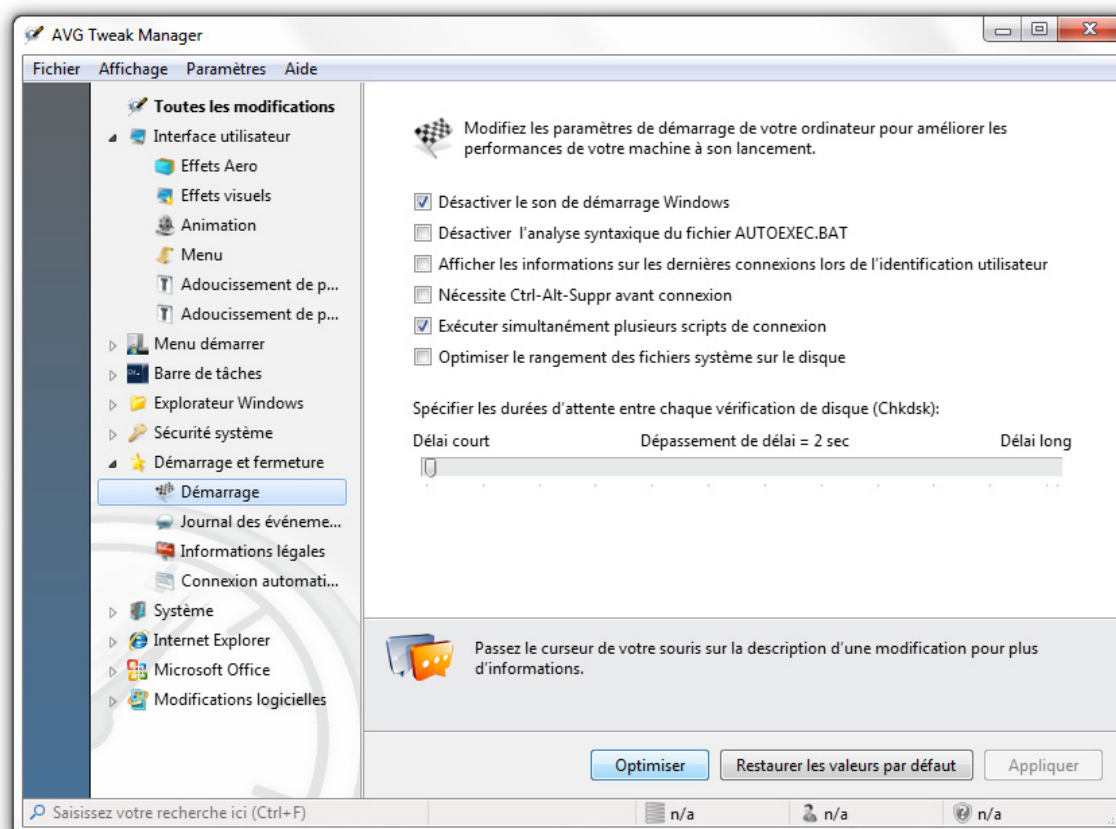 AVG Tweak Manager
Fichier Affichage Paramètres Aide
Toutes les modifications
Interface utilisateur
Effets Aero
Effets visuels
Animation
Menu
Adoucissement de p...
Adoucissement de p...
Menu démarrer
Barre de tâches
Explorateur Windows
Sécurité système
Démarrage et fermeture
Démarrage
Journal des événeme...
Informations légales
Connexion automati...
Système
Internet Explorer
Microsoft Office
Modifications logicielles
Modifiez les paramètres de démarrage de votre ordinateur pour améliorer les
performances de votre machine à son lancement.
Désactiver le son de démarrage Windows
Désactiver l'analyse syntaxique du fichier AUTOEXEC.BAT
Afficher les informations sur les dernières connexions lors de l'identification utilisateur
Nécessite Ctrl-Alt-Suppr avant connexion
Exécuter simultanément plusieurs scripts de connexion
Optimiser le rangement des fichiers système sur le disque
Spécifier les durées d'attente entre chaque vérification de disque (Chkdsk):
Délai court Dépassement de délai = 2 sec Délai long
Passez le curseur de votre souris sur la description d'une modification pour plus
d'informations.
Optimiser Restaurer les valeurs par défaut Appliquer
Saisissez votre recherche ici (Ctrl+F) n/a n/a n/a